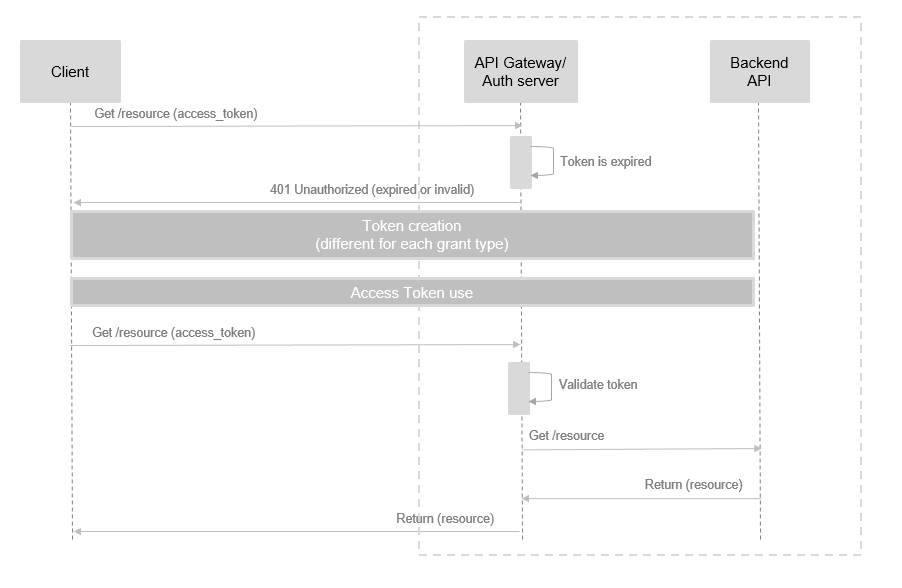 Client
API Gateway/
Auth server
Backend
API
Get /resource (access_token)
Token is expired
401 Unauthorized (expired or invalid)
Token creation
(different for each grant type)
Access Token use
Get /resource (access_token)
Validate token
Get /resource
Return (resource)
Return (resource)